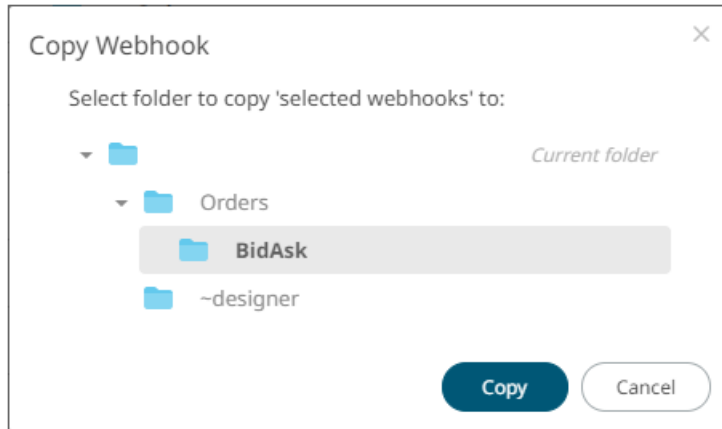 Copy Webhook
Select folder to copy 'selected webhooks' to:
Current folder
Orders
BidAsk
~designer
Copy Cancel